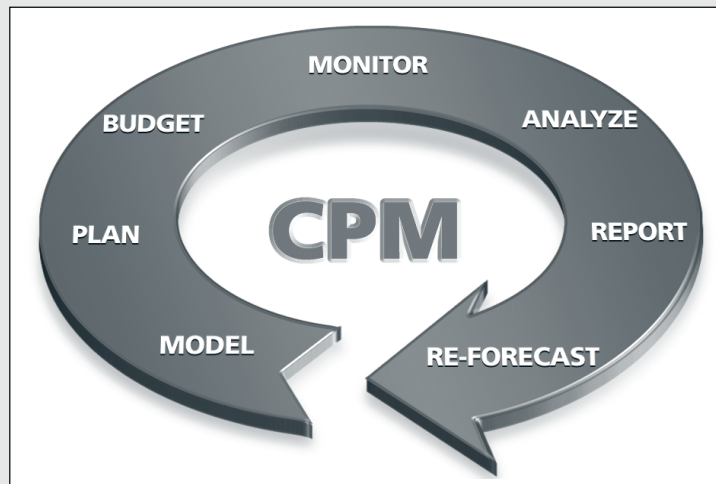 MONITOR
BUDGET
ANALYZE
PLAN
CPM
REPORT
MODEL
RE-FORECAST